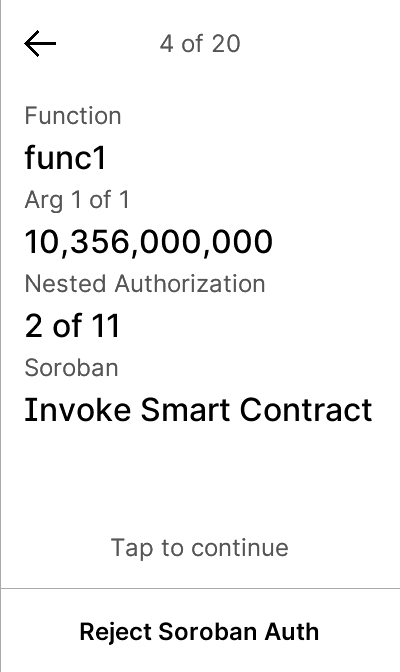 4 of 20
Function
func1
Arg 1 of 1
10,356,000,000
Nested Authorization
2 of 11
Soroban
Invoke Smart Contract
Tap to continue
Reject Soroban Auth